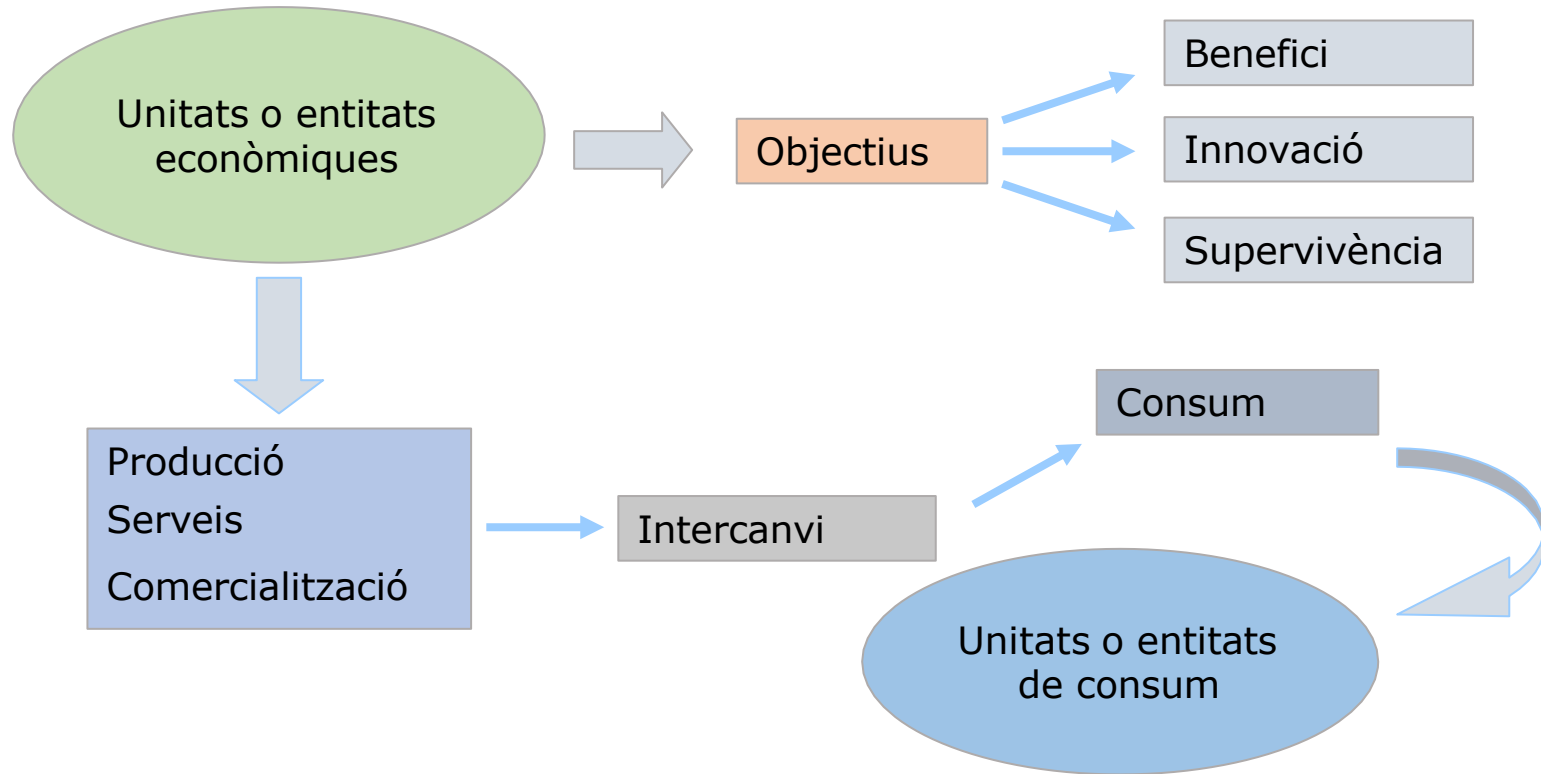 Unitats o entitats
econòmiques
Objectius
Benefici
Innovació
Supervivència
Producció
Serveis
Comercialització
Intercanvi
Consum
Unitats o entitats
de consum